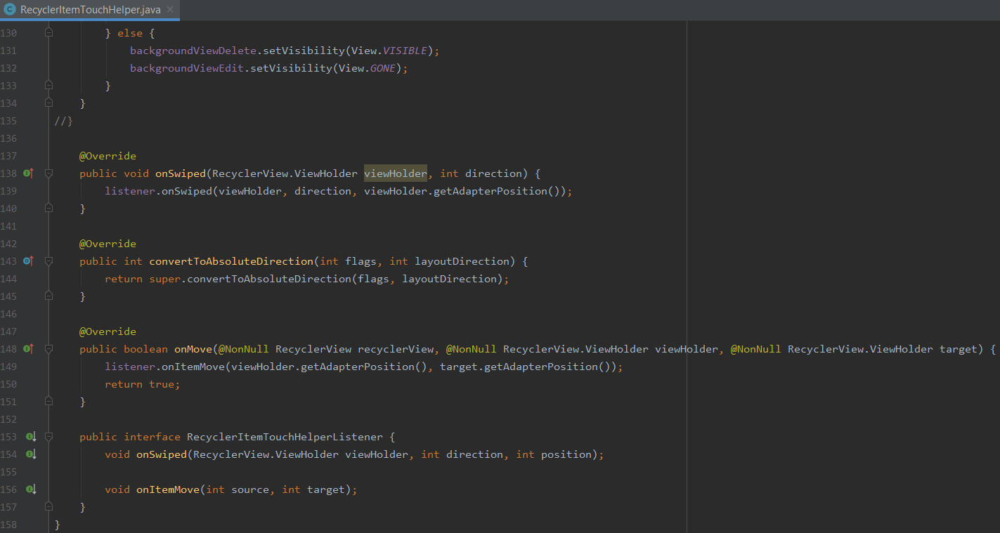 RecyclerItemTouchHelper.java
130 } else {
131 backgroundViewDelete.setVisibility(View.VISIBLE);
132 backgroundViewEdit.setVisibility(View.GONE);
133 }
134 }
135 //}
136
137 @Override
138 public void onSwiped(RecyclerView.ViewHolder viewHolder, int direction) {
139 listener.onSwiped(viewHolder, direction, viewHolder.getAdapterPosition());
140 }
141
142 @Override
143 public int convertToAbsoluteDirection(int flags, int layoutDirection) {
144 return super.convertToAbsoluteDirection(flags, layoutDirection);
145 }
146
147 @Override
148 public boolean onMove(@NonNull RecyclerView recyclerView, @NonNull RecyclerView.ViewHolder viewHolder, @NonNull RecyclerView.ViewHolder target) {
149 listener.onItemMove(viewHolder.getAdapterPosition(), target.getAdapterPosition());
150 return true;
151 }
152
153 public interface RecyclerItemTouchHelperListener {
154 void onSwiped(RecyclerView.ViewHolder viewHolder, int direction, int position);
155
156 void onItemMove(int source, int target);
157 }
158 }